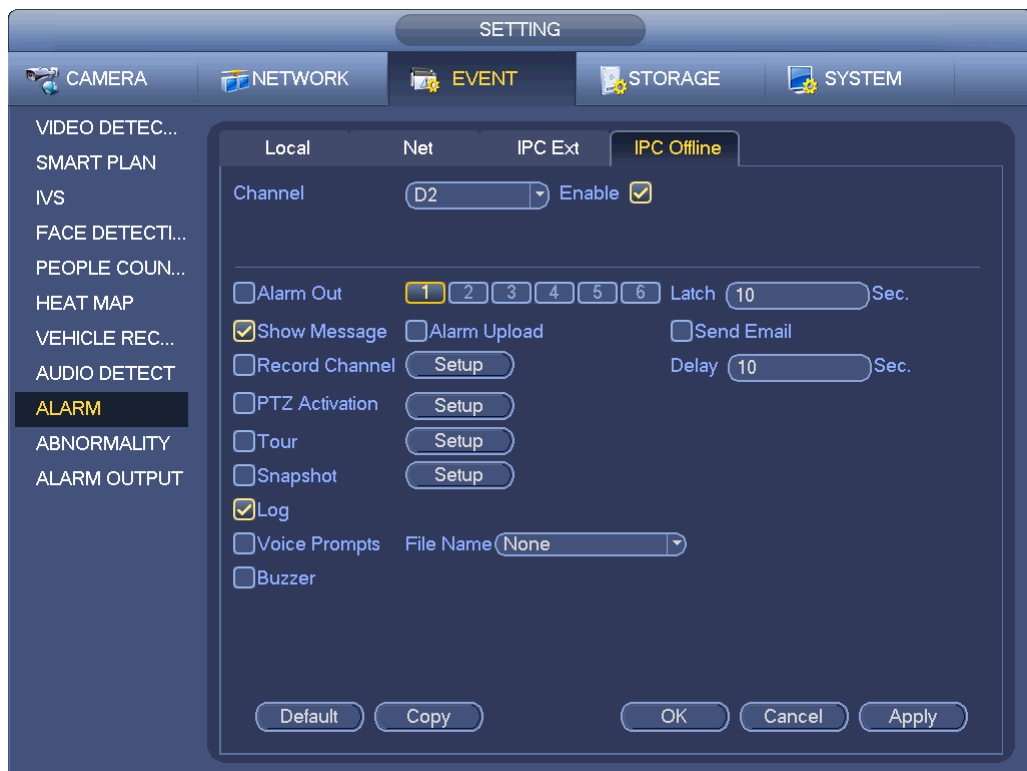 SETTING
CAMERA NETWORK EVENT STORAGE SYSTEM
VIDEO DETEC...
SMART PLAN
IVS
FACE DETECTI...
PEOPLE COUN...
HEAT MAP
VEHICLE REC...
AUDIO DETECT
ALARM
ABNORMALITY
ALARM OUTPUT
Local Net IPC Ext IPC Offline
Channel D2 Enable
Alarm Out 1 2 3 4 5 6 Latch 10 Sec.
Show Message Alarm Upload Send Email
Record Channel Setup Delay 10 Sec.
PTZ Activation Setup
Tour Setup
Snapshot Setup
Log
Voice Prompts File Name None
Buzzer
Default Copy OK Cancel Apply